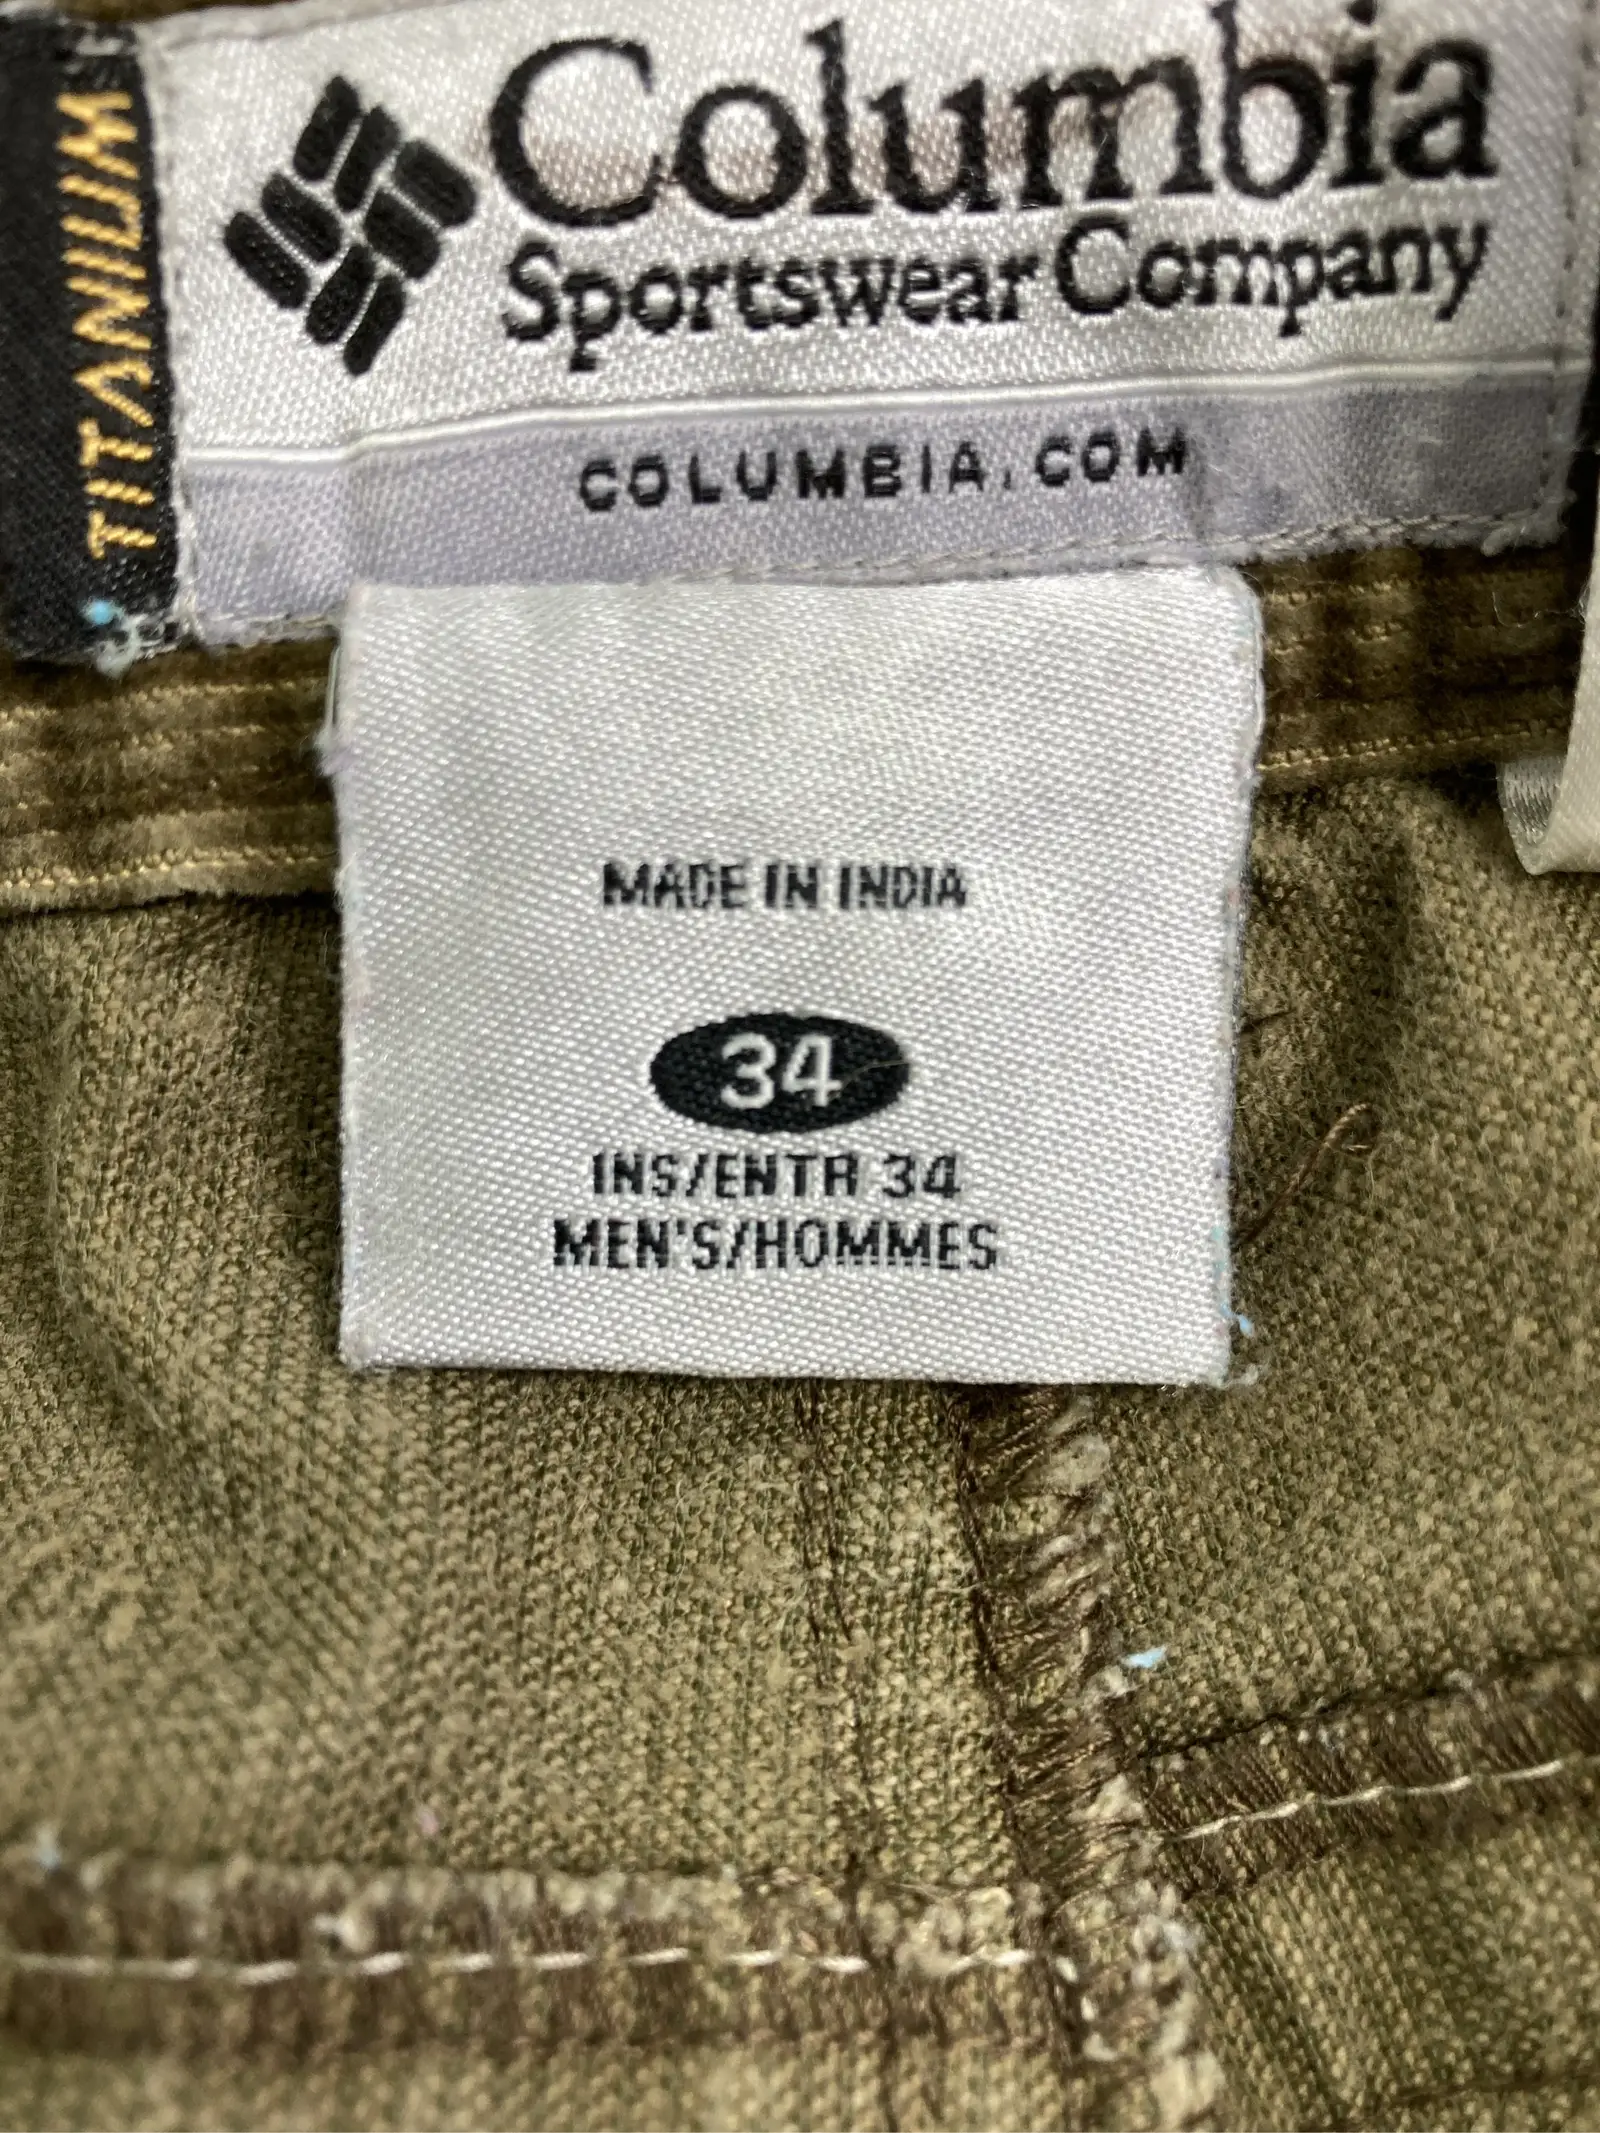 TITANIUM
Columbia
Sportswear Company
COLUMBIA.COM
MADE IN INDIA
34
INS/ENTR 34
MEN'S/HOMMES